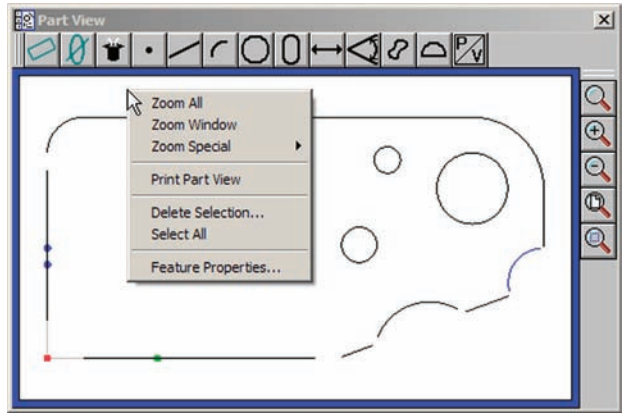 Part View
P/V
Zoom All
Zoom Window
Zoom Special
Print Part View
Delete Selection...
Select All
Feature Properties...